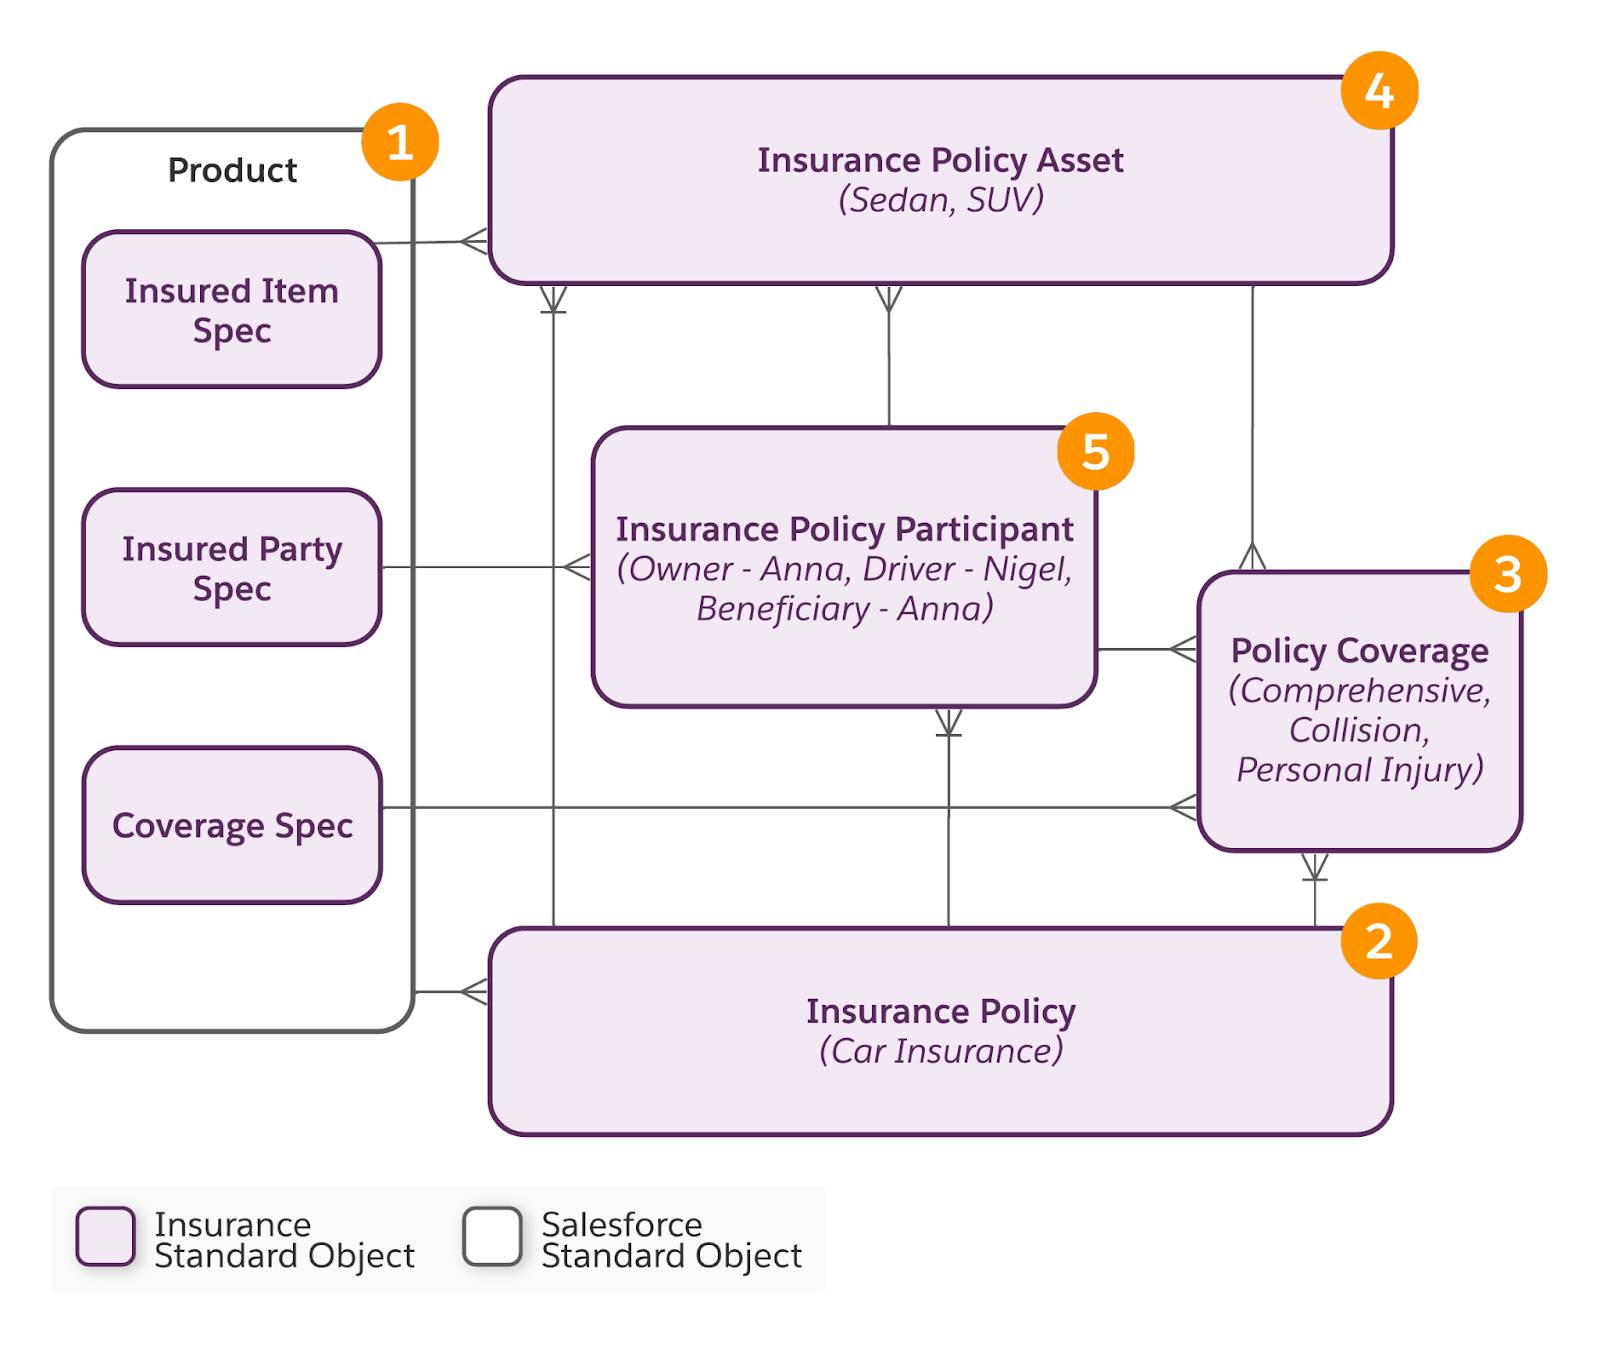 4
Insurance Policy Asset
(Sedan, SUV)
1
Product
Insured Item
Spec
5
Insurance Policy Participant
(Owner - Anna, Driver - Nigel,
Beneficiary - Anna)
Insured Party
Spec
3
Policy Coverage
(Comprehensive,
Collision,
Personal Injury)
Coverage Spec
2
Insurance Policy
(Car Insurance)
Insurance
Standard Object
Salesforce
Standard Object